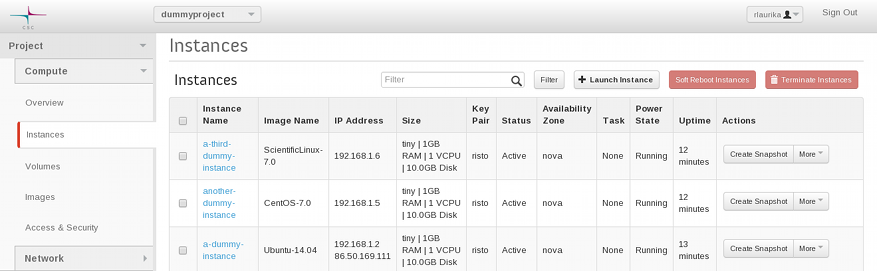 CSC
dummyproject
rlaurika
Sign Out
Project
Compute
Overview
Instances
Volumes
Images
Access & Security
Network
Instances
Instances
Filter
Filter
Launch Instance
Soft Reboot Instances
Terminate Instances
Instance Name Image Name IP Address Size Key Pair Status Availability Zone Task Power State Uptime Actions
a-third-
dummy-
instance
ScientificLinux-
7.0
192.168.1.6
tiny | 1GB
RAM | 1 VCPU
| 10.0GB Disk
risto
Active
nova
None
Running
12
minutes
Create Snapshot
More
another-
dummy-
instance
CentOS-7.0
192.168.1.5
tiny | 1GB
RAM | 1 VCPU
| 10.0GB Disk
risto
Active
nova
None
Running
12
minutes
Create Snapshot
More
a-dummy-
instance
Ubuntu-14.04
192.168.1.2
86.50.169.111
tiny | 1GB
RAM | 1 VCPU
| 10.0GB Disk
risto
Active
nova
None
Running
13
minutes
Create Snapshot
More